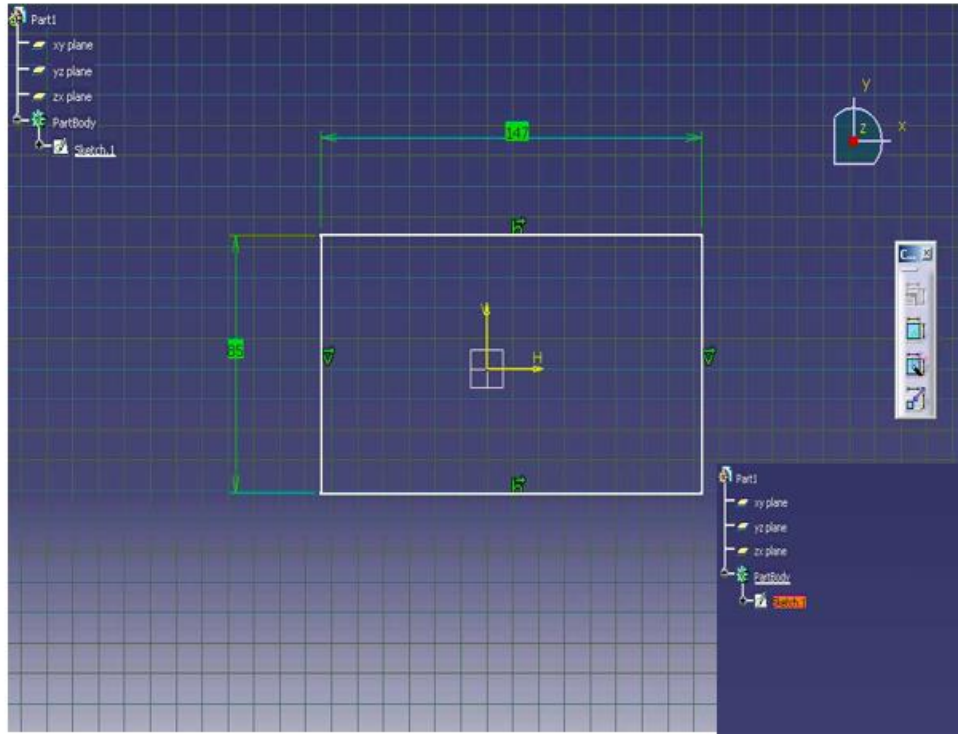 Part1
xy plane
yz plane
zx plane
PartBody
Sketch.1
147
85
h
v
v
h
V
H
y
x
z
C...
Part1
xy plane
yz plane
zx plane
PartBody
Sketch.1